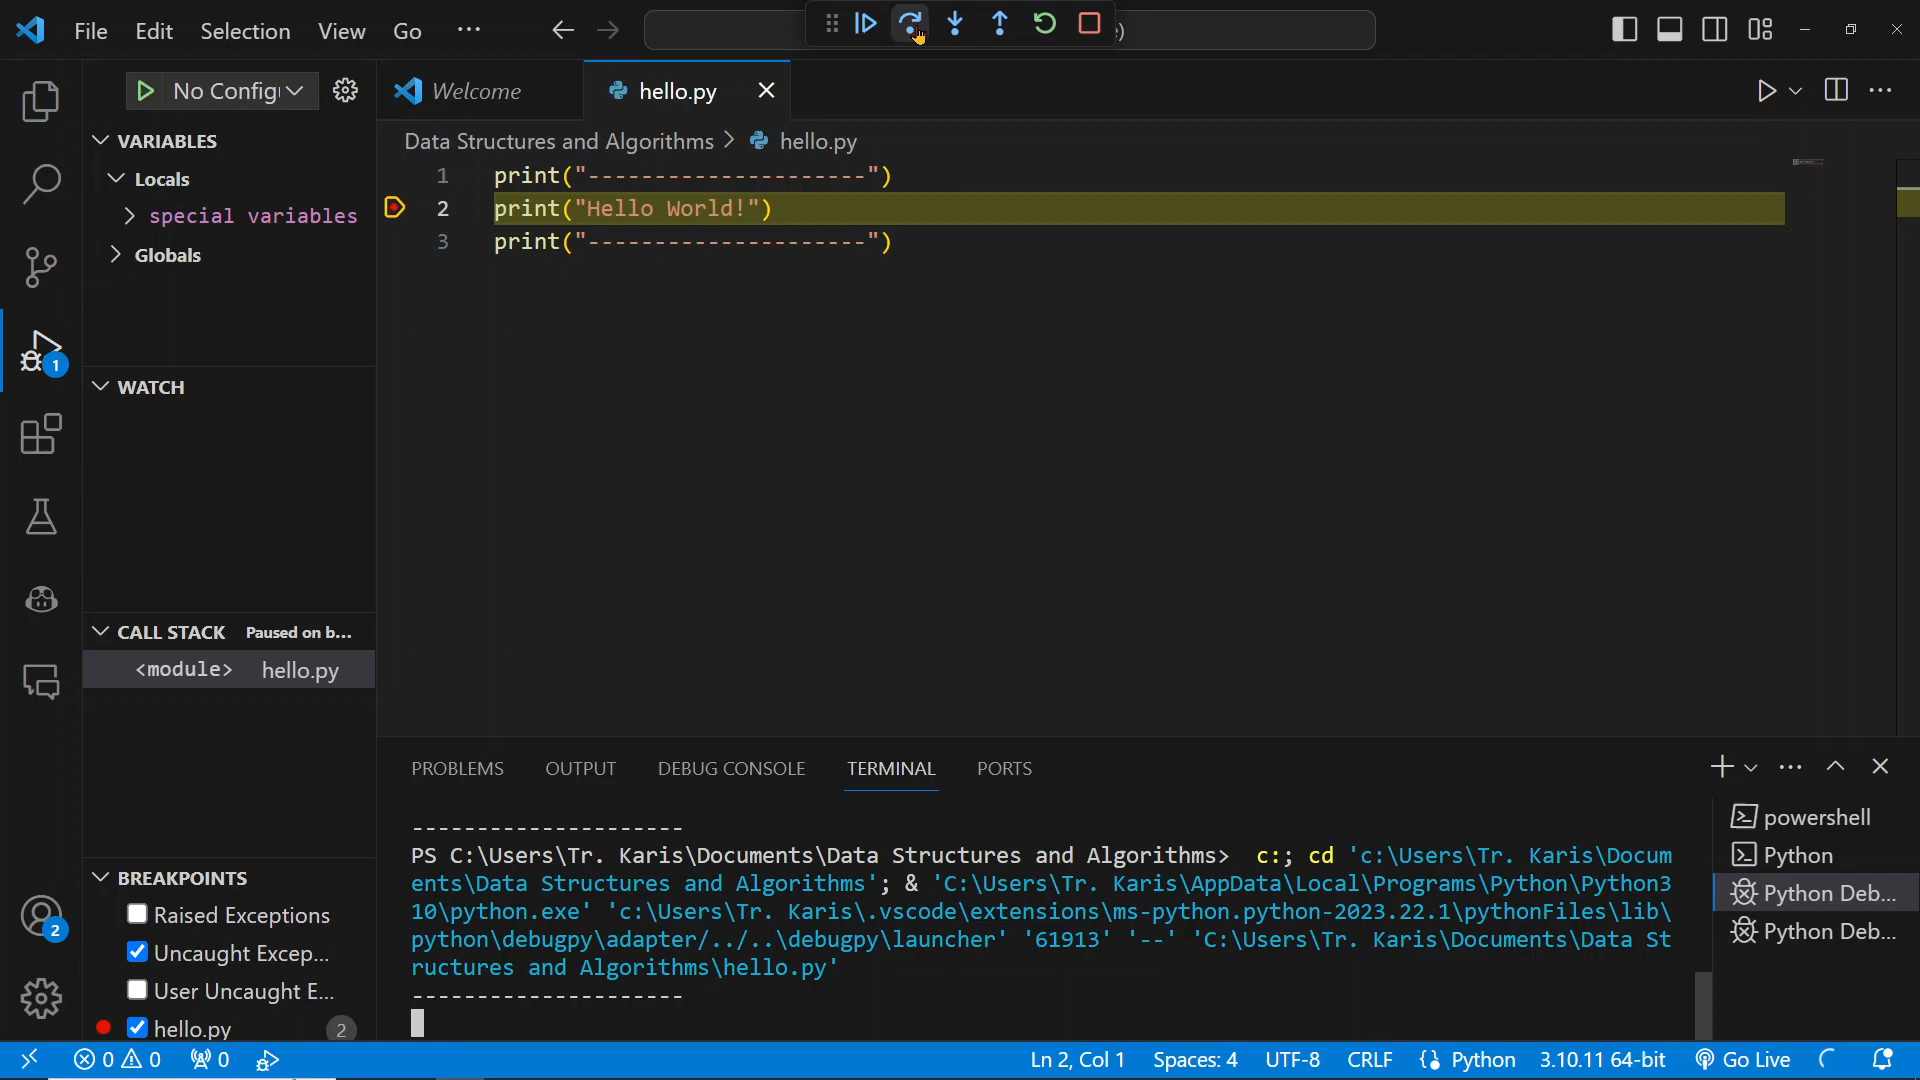 File Edit Selection View Go ··· )
No Config
Welcome
hello.py
VARIABLES
Locals
special variables
Globals
Data Structures and Algorithms > hello.py
1 print("---------------------")
2 print("Hello World!")
3 print("---------------------")
WATCH
CALL STACK Paused on b...
<module> hello.py
BREAKPOINTS
Raised Exceptions
Uncaught Excep...
User Uncaught E...
hello.py 2
1
2
PROBLEMS OUTPUT DEBUG CONSOLE TERMINAL PORTS
---------------------
PS C:\Users\Tr. Karis\Documents\Data Structures and Algorithms> c:; cd 'c:\Users\Tr. Karis\Docum
ents\Data Structures and Algorithms'; & 'C:\Users\Tr. Karis\AppData\Local\Programs\Python\Python3
10\python.exe' 'c:\Users\Tr. Karis\.vscode\extensions\ms-python.python-2023.22.1\pythonFiles\lib\
python\debugpy\adapter/../..\debugpy\launcher' '61913' '--' 'C:\Users\Tr. Karis\Documents\Data St
ructures and Algorithms\hello.py'
---------------------
powershell
Python
Python Deb...
Python Deb...
0 0 0 Ln 2, Col 1 Spaces: 4 UTF-8 CRLF {} Python 3.10.11 64-bit Go Live